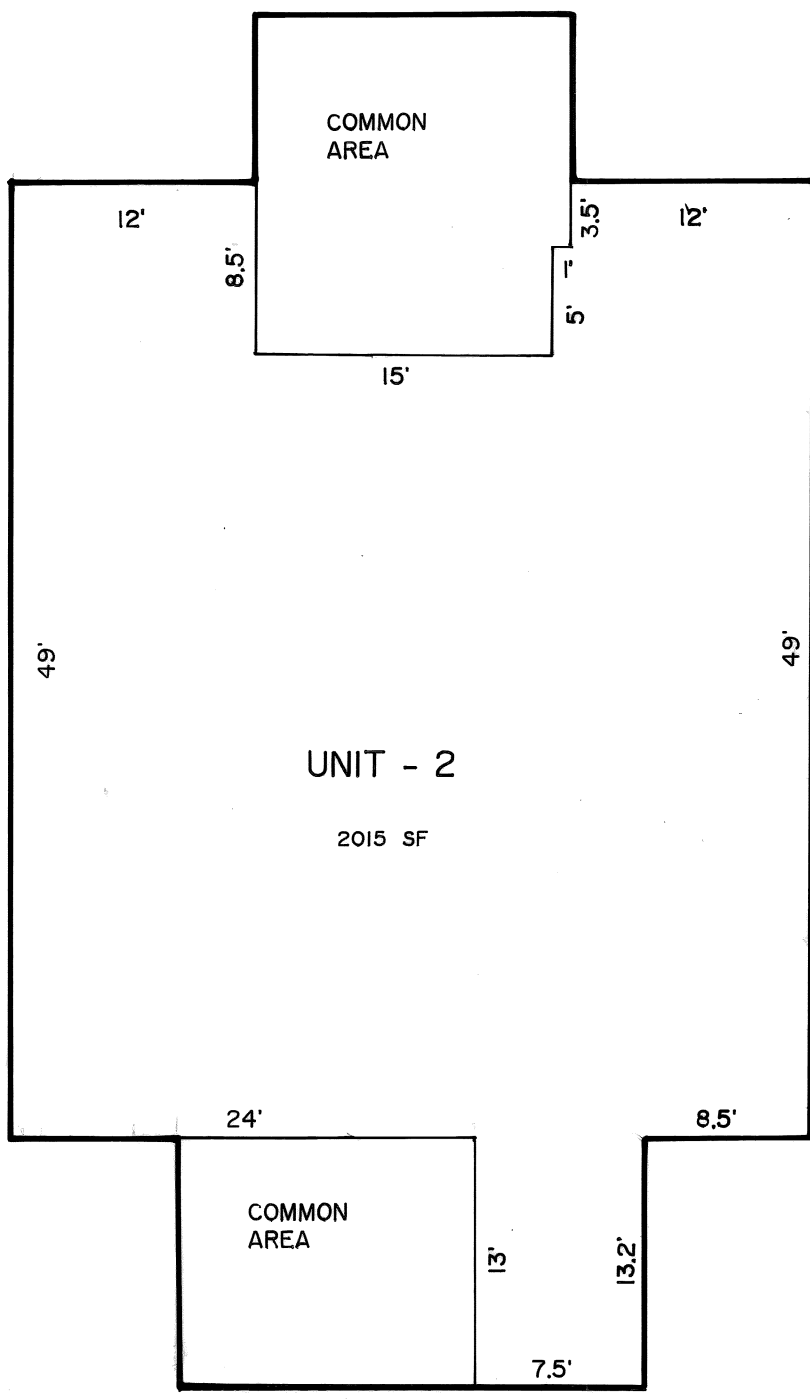 COMMON
AREA
12'
8.5'
3.5'
12'
1'
5'
15'
49'
49'
UNIT - 2
2015 SF
24'
8.5'
COMMON
AREA
13'
13.2'
7.5'